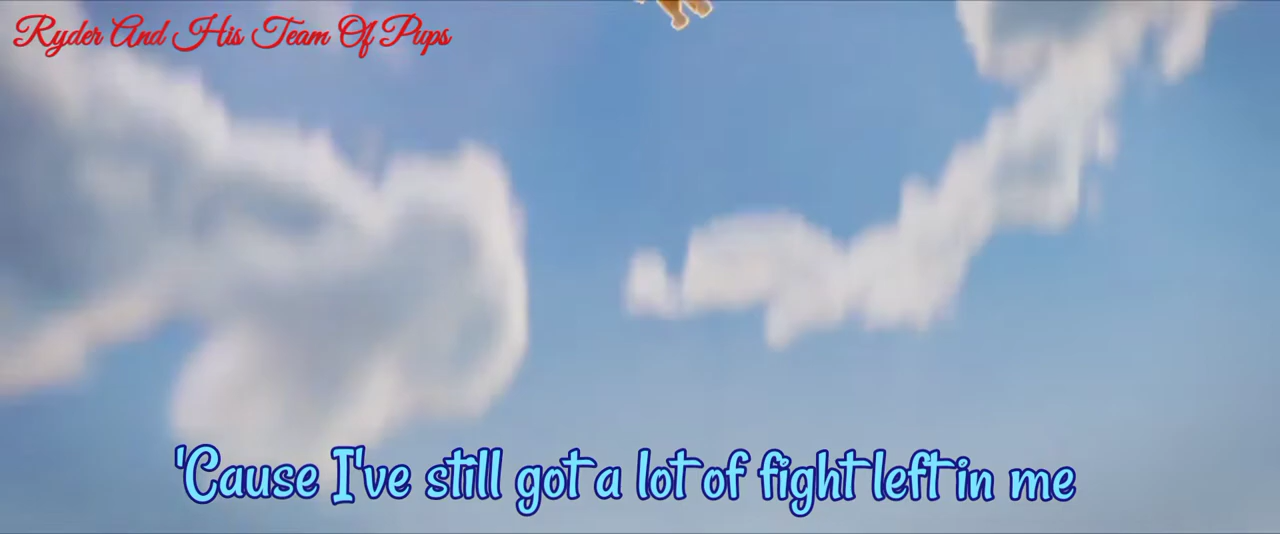 Ryder And His Team Of Pups
'Cause I've still got a lot of fight left in me